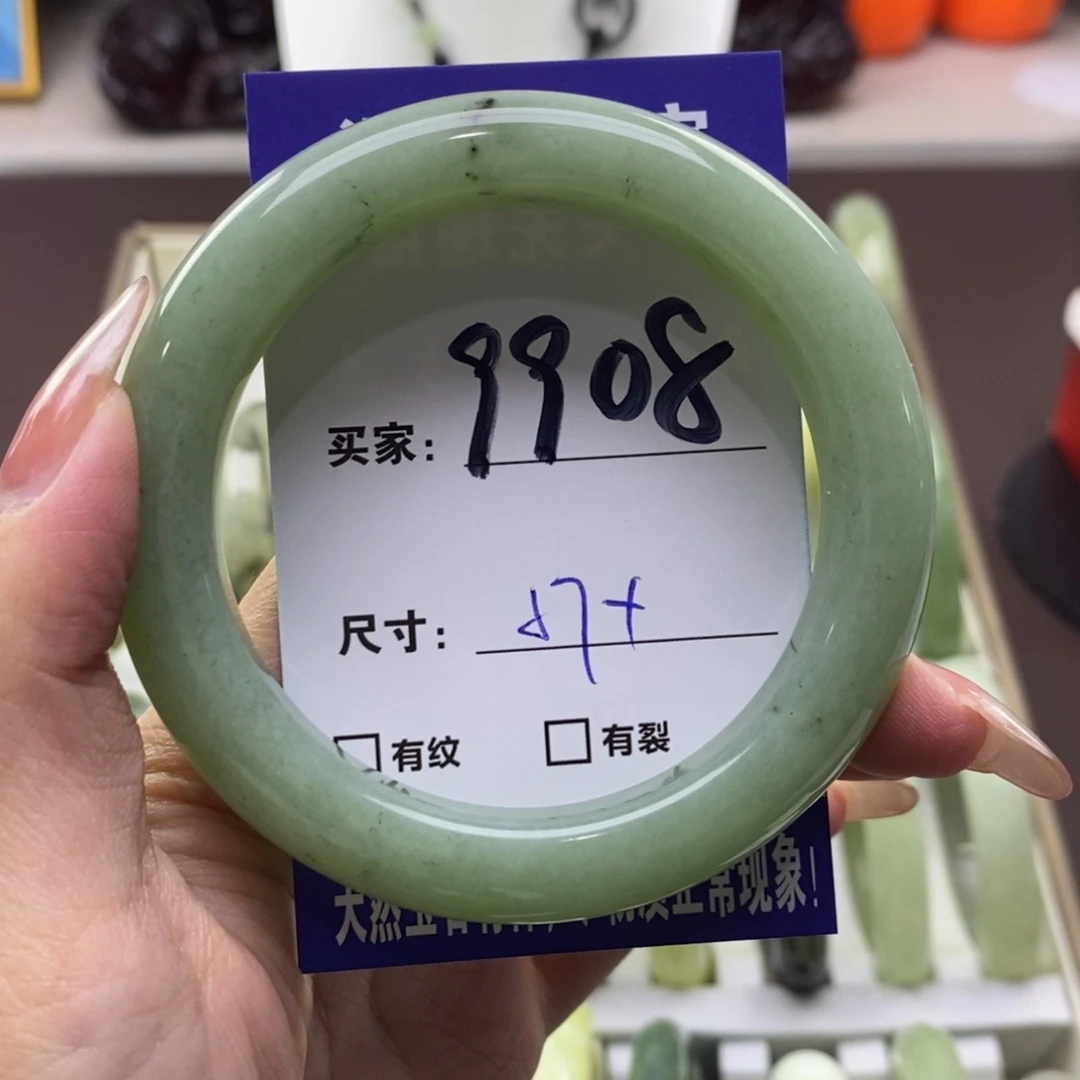 买家: 9908
尺寸: 57+
□有纹 □有裂
天然玉 正常现象!